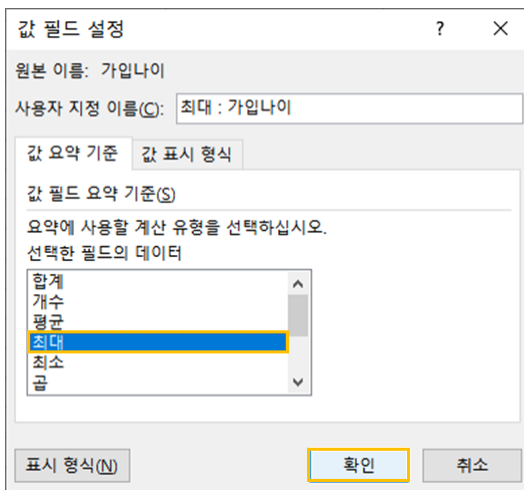 값 필드 설정 ?
원본 이름: 가입나이
사용자 지정 이름(C): 최대 : 가입나이
값 요약 기준 값 표시 형식
값 필드 요약 기준(S)
요약에 사용할 계산 유형을 선택하십시오.
선택한 필드의 데이터
합계
개수
평균
최대
최소
곱
표시 형식(N) 확인 취소